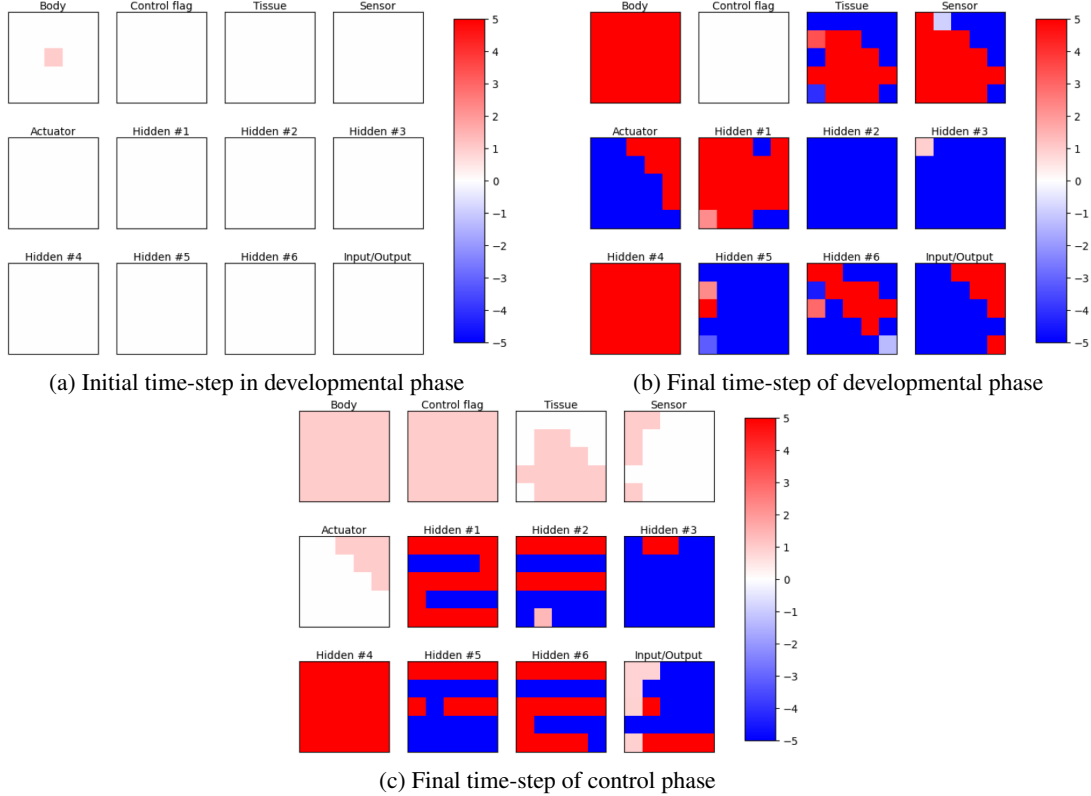 Body Control flag Tissue Sensor
Actuator Hidden #1 Hidden #2 Hidden #3
Hidden #4 Hidden #5 Hidden #6 Input/Output
5
4
3
2
1
0
−1
−2
−3
−4
−5
(a) Initial time-step in developmental phase
Body Control flag Tissue Sensor
Actuator Hidden #1 Hidden #2 Hidden #3
Hidden #4 Hidden #5 Hidden #6 Input/Output
5
4
3
2
1
0
−1
−2
−3
−4
−5
(b) Final time-step of developmental phase
Body Control flag Tissue Sensor
Actuator Hidden #1 Hidden #2 Hidden #3
Hidden #4 Hidden #5 Hidden #6 Input/Output
5
4
3
2
1
0
−1
−2
−3
−4
−5
(c) Final time-step of control phase